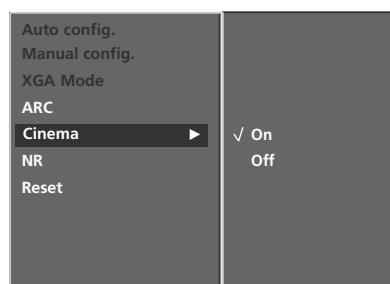 Auto config.
Manual config.
XGA Mode
ARC
Cinema ▶
NR
Reset
√ On
Off